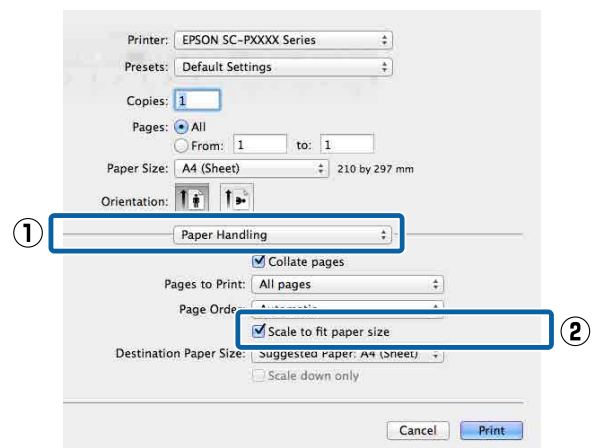 Printer: EPSON SC-PXXXX Series
Presets: Default Settings
Copies: 1
Pages: All
From: 1 to: 1
Paper Size: A4 (Sheet) 210 by 297 mm
Orientation:
1 Paper Handling
Collate pages
Pages to Print: All pages
Page Order: Automatic
Scale to fit paper size 2
Destination Paper Size: Suggested Paper: A4 (Sheet)
Scale down only
Cancel Print